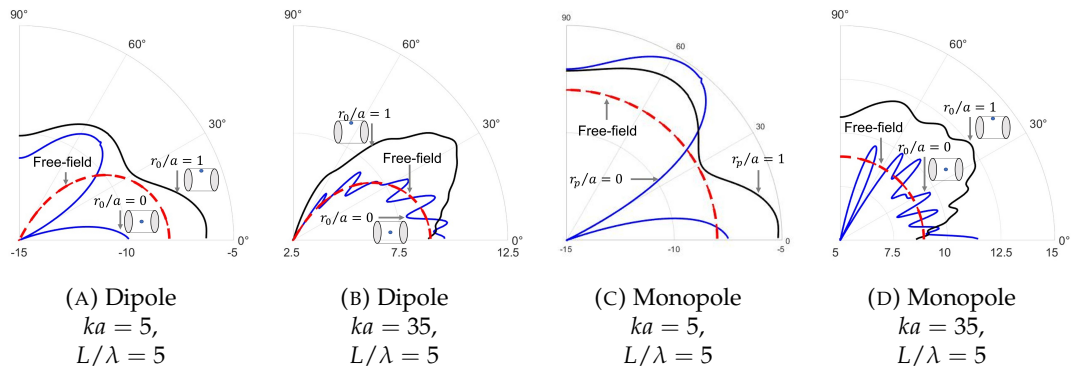 90°
60°
30°
0°
r₀/a = 1
Free-field
r₀/a = 0
-15
-10
-5
90°
60°
30°
0°
r₀/a = 1
Free-field
r₀/a = 0
2.5
7.5
12.5
90
60
30
0
Free-field
rₚ/a = 1
rₚ/a = 0
-15
-10
-5
90°
60°
30°
0°
r₀/a = 1
Free-field
r₀/a = 0
5
7.5
10
12.5
15
(A) Dipole
ka = 5,
L/λ = 5
(B) Dipole
ka = 35,
L/λ = 5
(C) Monopole
ka = 5,
L/λ = 5
(D) Monopole
ka = 35,
L/λ = 5